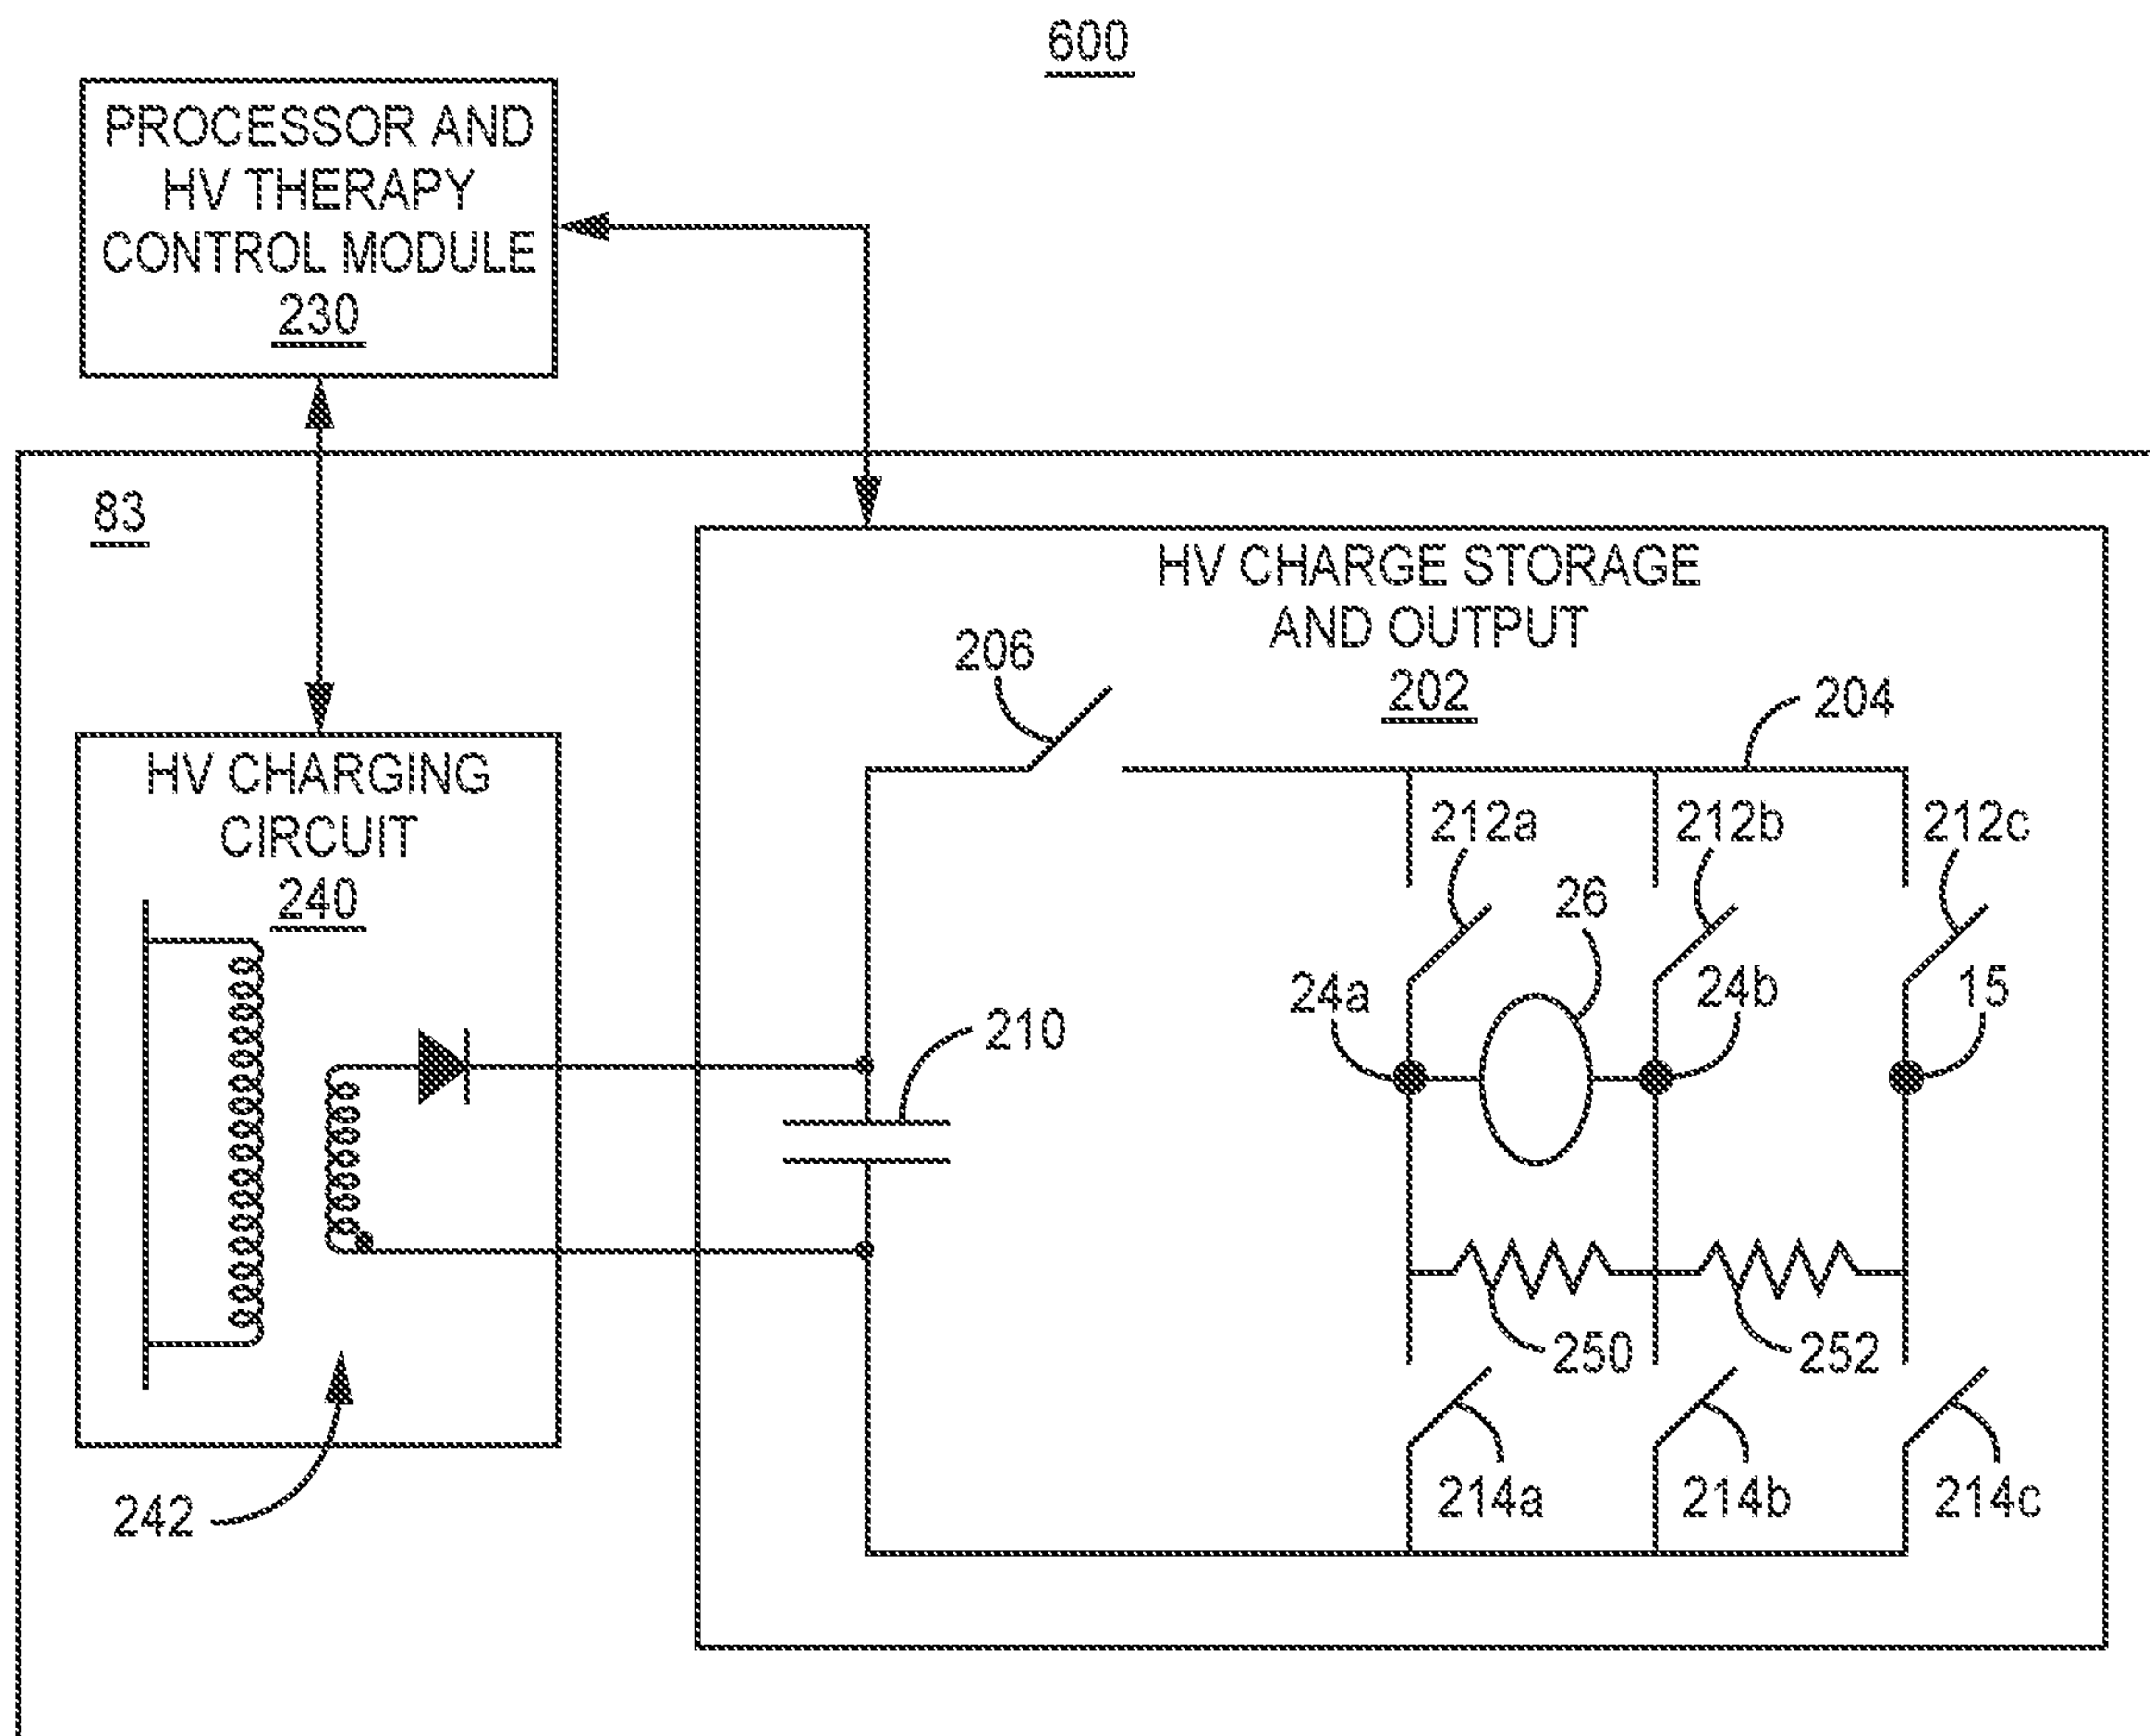 600
PROCESSOR AND
HV THERAPY
CONTROL MODULE
230
83
HV CHARGE STORAGE
AND OUTPUT
202
206
204
HV CHARGING
CIRCUIT
240
212a
212b
212c
26
24a
24b
15
210
250
252
214a
214b
214c
242